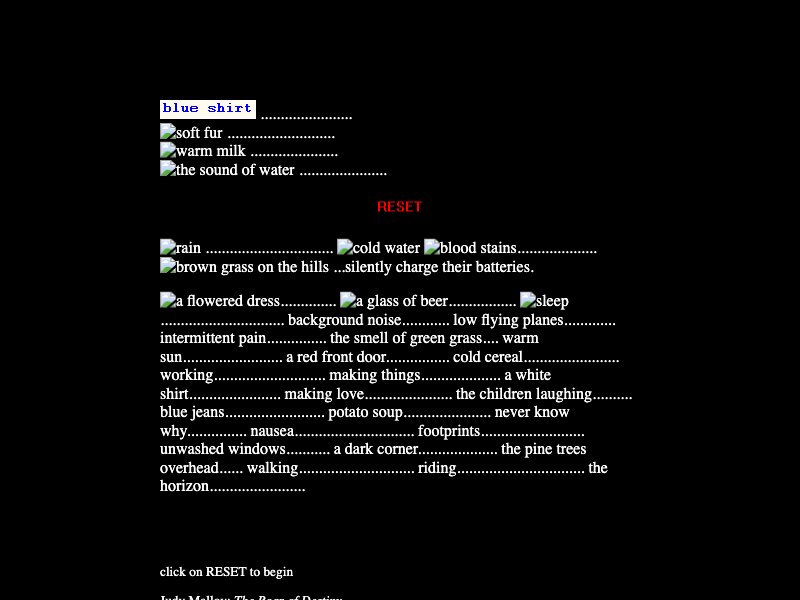 blue shirt .......................
soft fur ...........................
warm milk ......................
the sound of water ......................
RESET
rain ................................ cold water blood stains....................
brown grass on the hills ...silently charge their batteries.
a flowered dress.............. a glass of beer................. sleep
............................... background noise............ low flying planes.............
intermittent pain............... the smell of green grass.... warm
sun......................... a red front door................ cold cereal........................
working............................ making things.................... a white
shirt....................... making love...................... the children laughing..........
blue jeans......................... potato soup...................... never know
why............... nausea.............................. footprints..........................
unwashed windows........... a dark corner.................... the pine trees
overhead...... walking............................. riding................................ the
horizon........................
click on RESET to begin
Judy Malloy: The Roar of Destiny